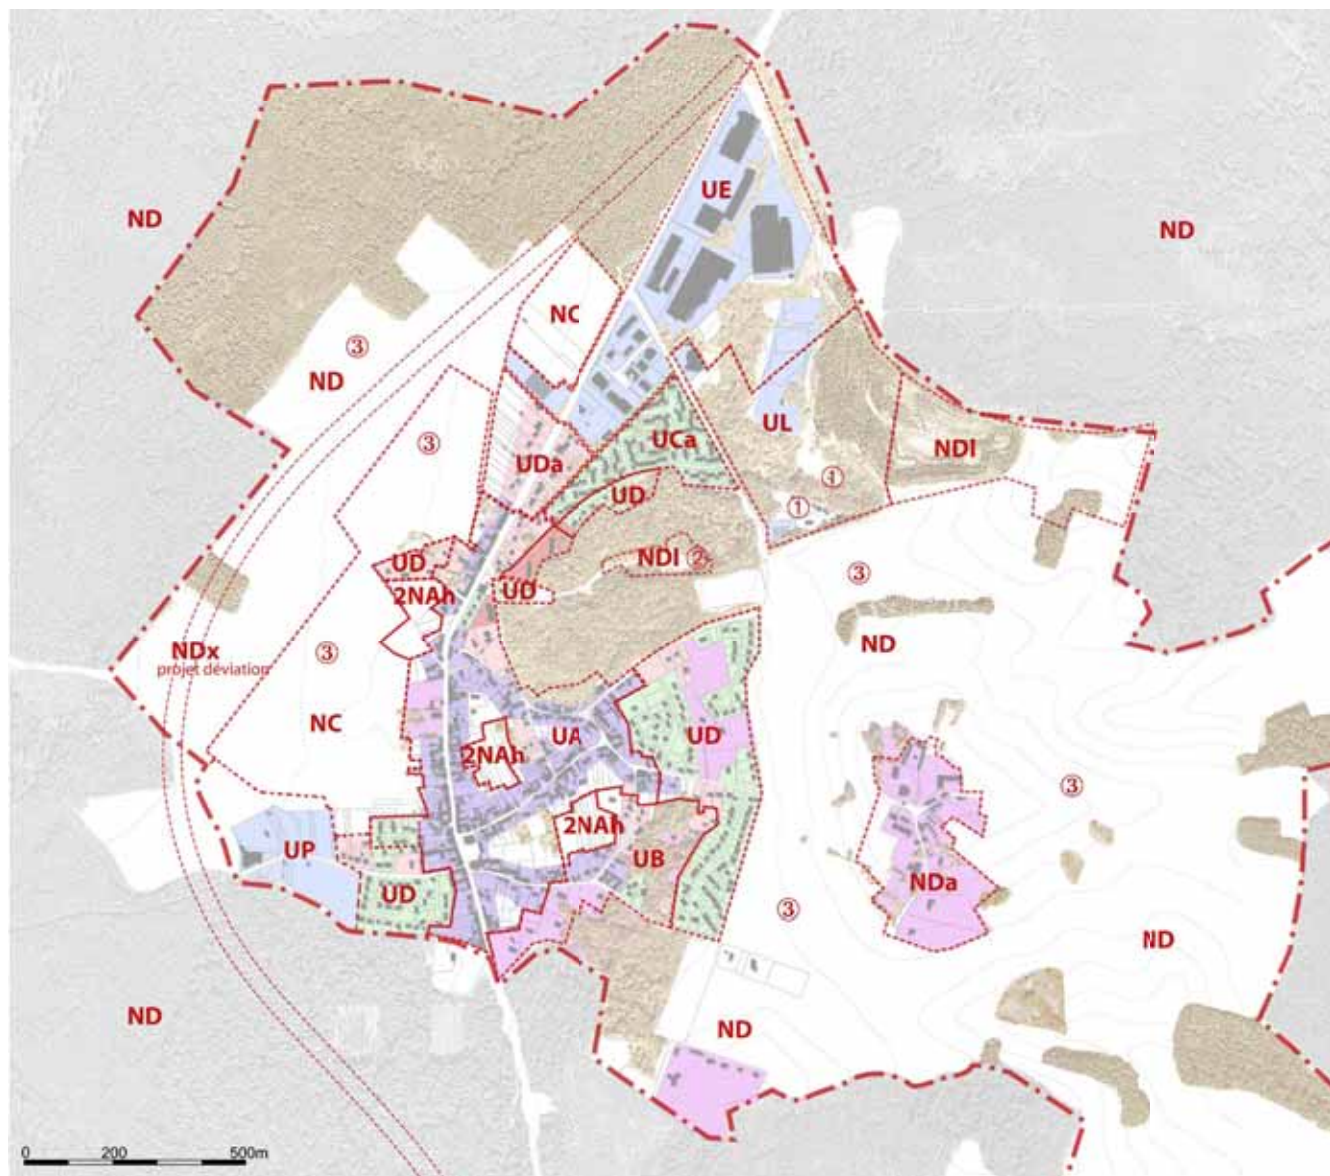 UE
ND
ND
NC
③
ND
③
UCa
UL
NDI
UDa
UD
④
①
NDI
②
UD
2NAh
UD
③
ND
NDx
projet déviation
③
NC
UA
2NAh
UD
③
2NAh
UB
UP
UD
NDa
③
ND
ND
ND
0 200 500m